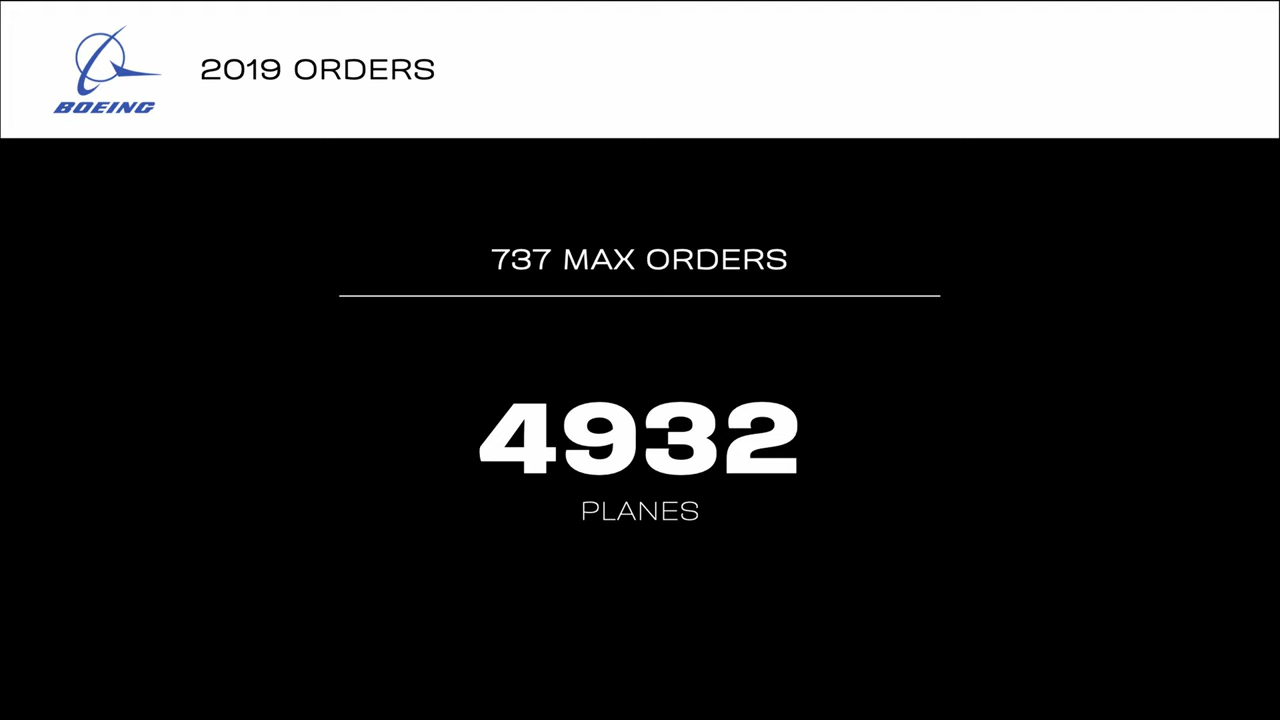 BOEING
2019 ORDERS
737 MAX ORDERS
4932
PLANES